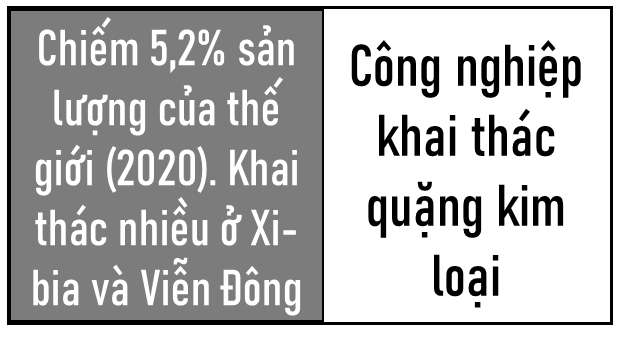 Chiếm 5,2% sản
lượng của thế
giới (2020). Khai
thác nhiều ở Xi-
bia và Viễn Đông
Công nghiệp
khai thác
quặng kim
loại